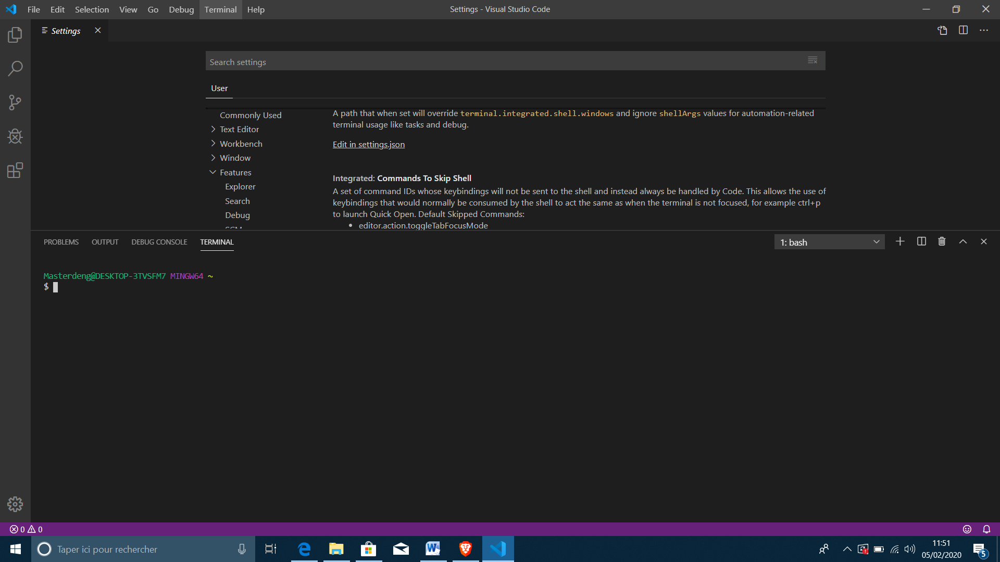 File Edit Selection View Go Debug Terminal Help
Settings - Visual Studio Code
Settings
Search settings
User
Commonly Used
Text Editor
Workbench
Window
Features
Explorer
Search
Debug
SCM
A path that when set will override terminal.integrated.shell.windows and ignore shellArgs values for automation-related
terminal usage like tasks and debug.
Edit in settings.json
Integrated: Commands To Skip Shell
A set of command IDs whose keybindings will not be sent to the shell and instead always be handled by Code. This allows the use of
keybindings that would normally be consumed by the shell to act the same as when the terminal is not focused, for example ctrl+p
to launch Quick Open. Default Skipped Commands:
• editor.action.toggleTabFocusMode
PROBLEMS OUTPUT DEBUG CONSOLE TERMINAL
1: bash
Masterdeng@DESKTOP-3TVSFM7 MINGW64 ~
$
0 0
Taper ici pour rechercher
11:51
05/02/2020
5